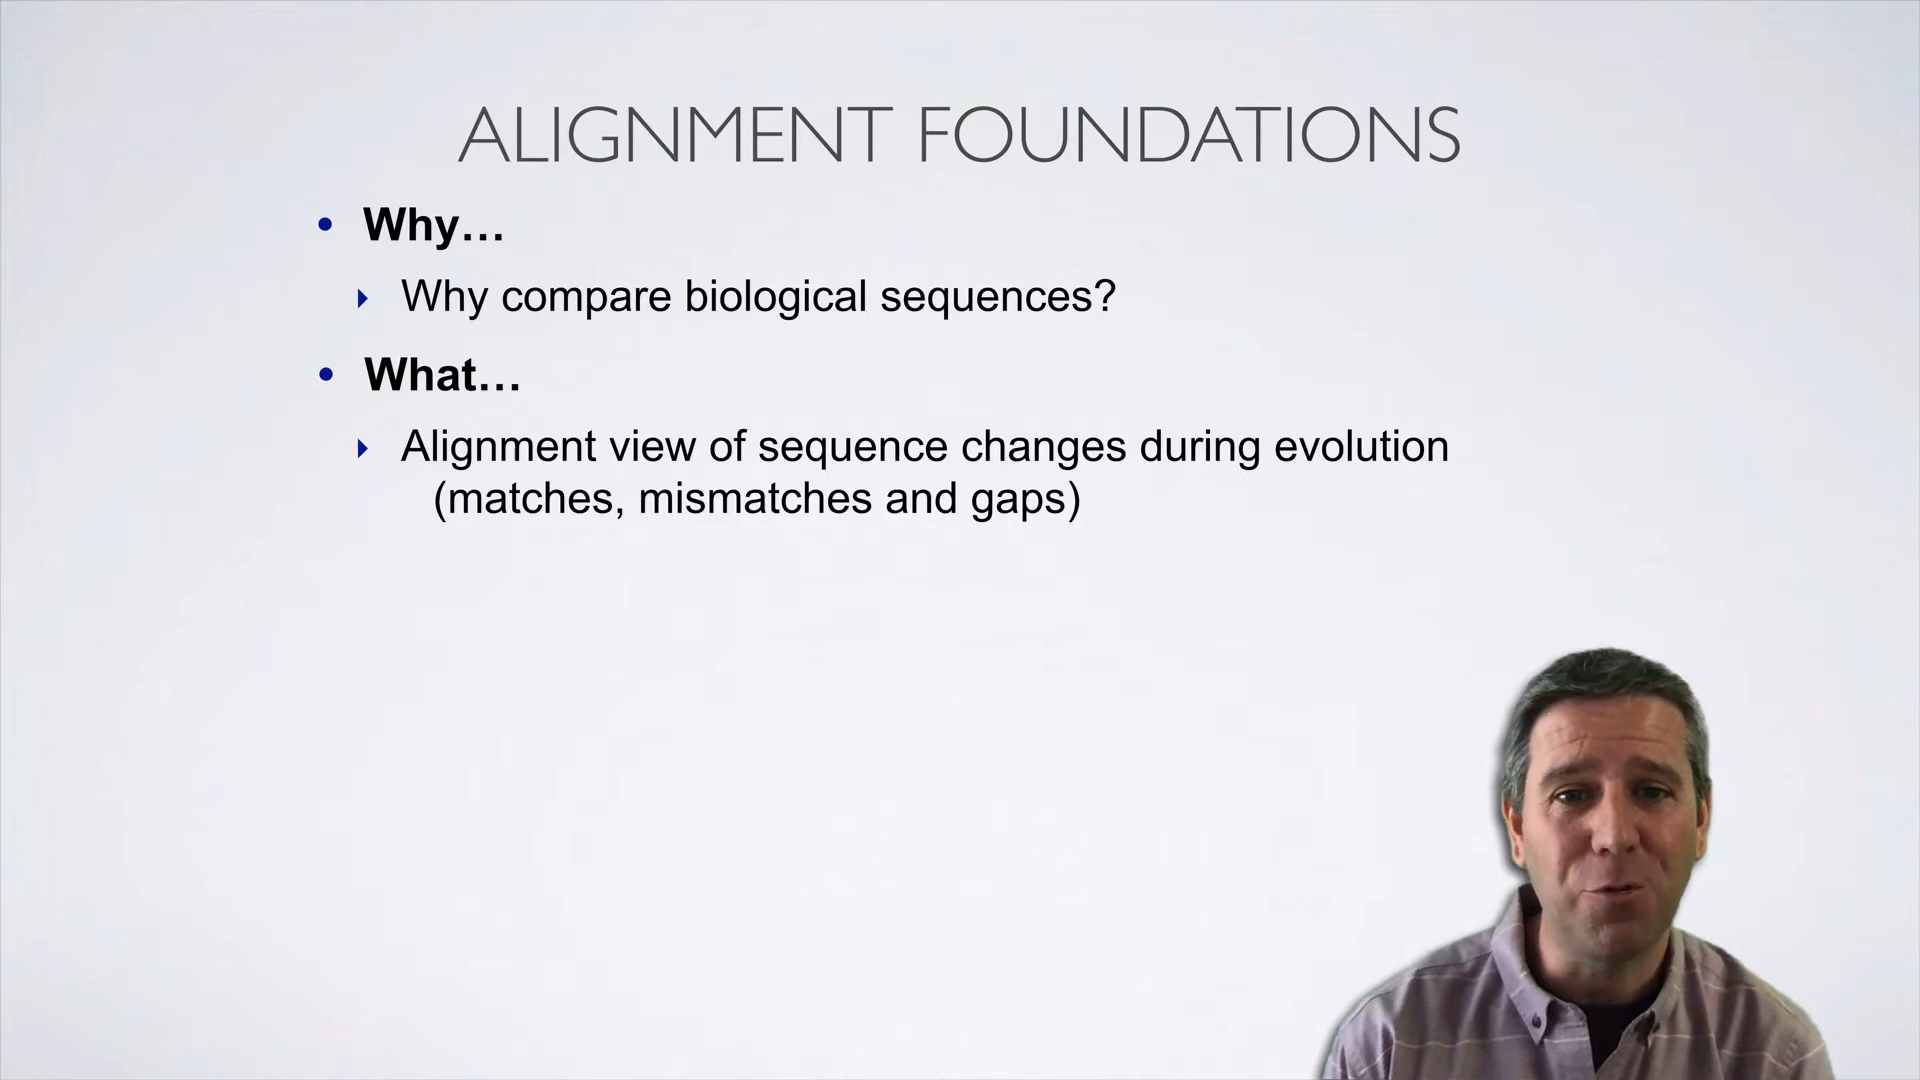 ALIGNMENT FOUNDATIONS
• Why…
‣ Why compare biological sequences?
• What…
‣ Alignment view of sequence changes during evolution
(matches, mismatches and gaps)